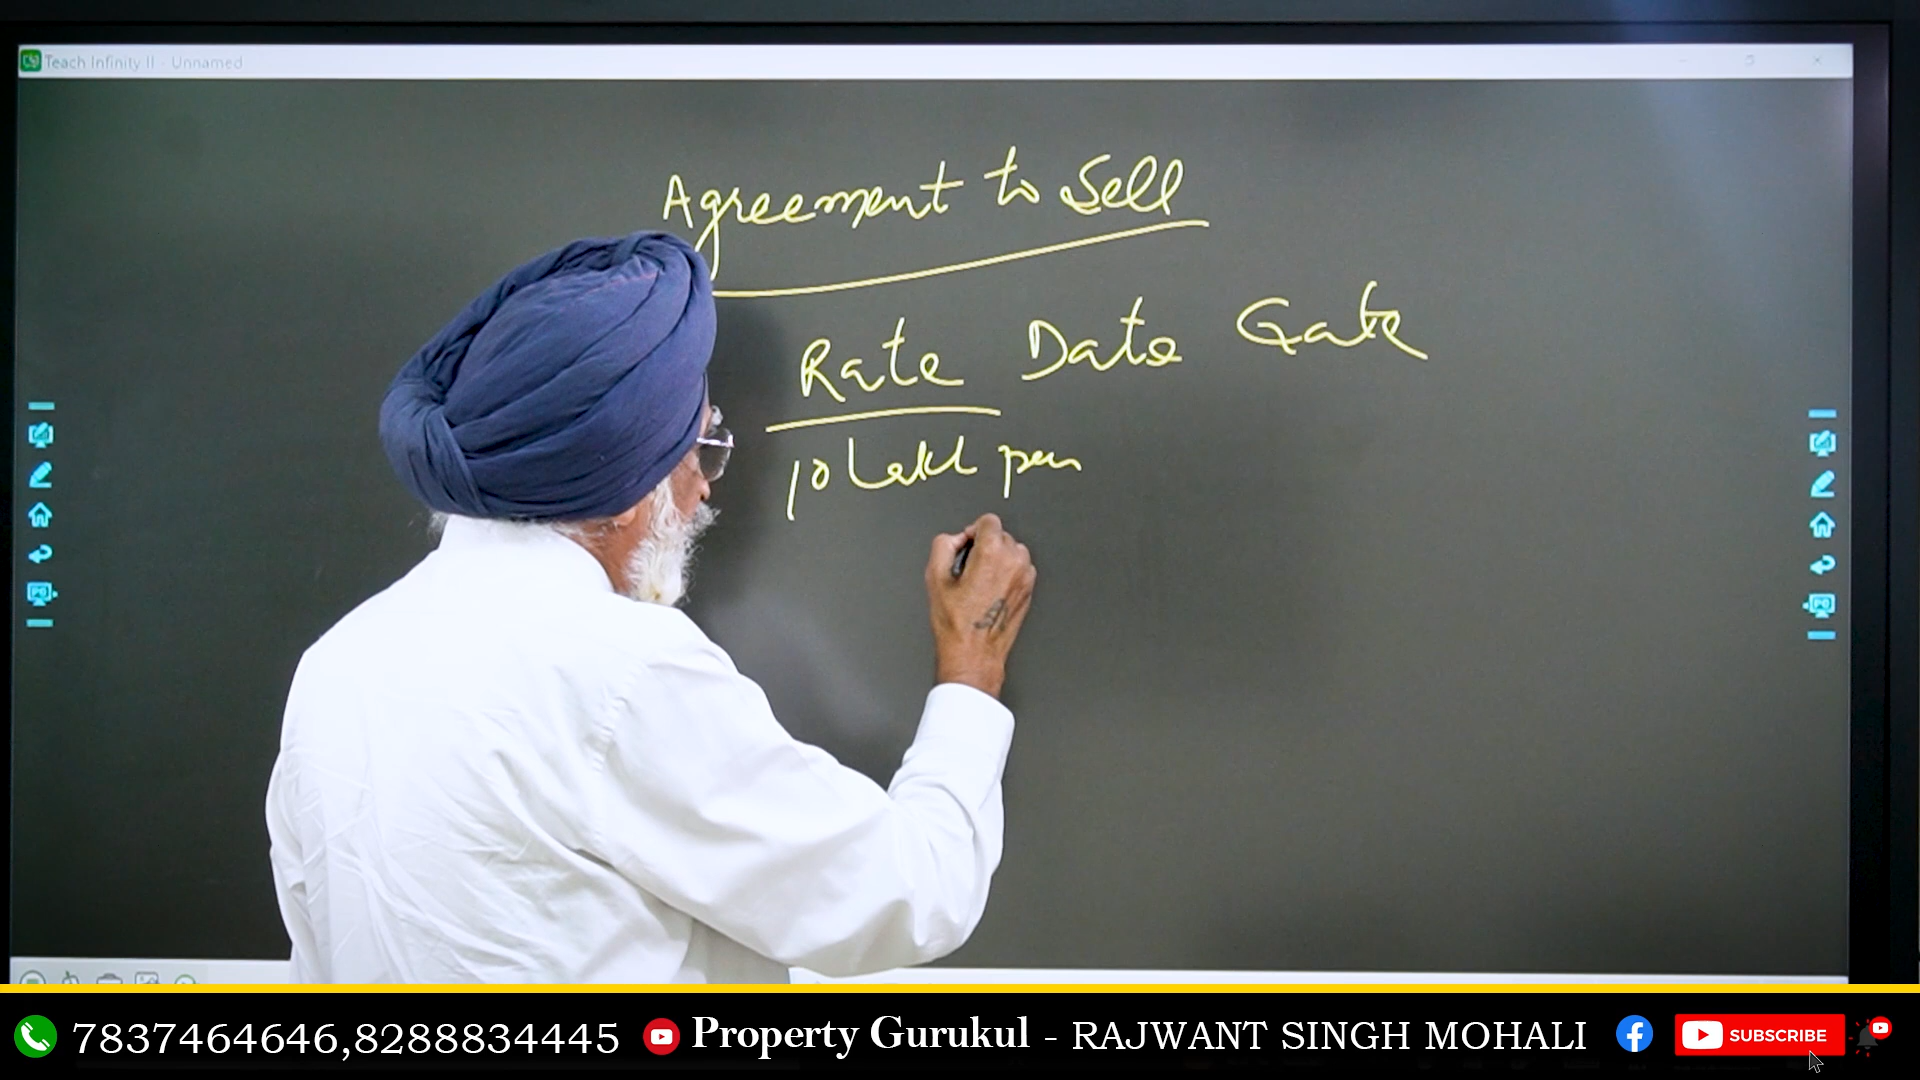 Teach Infinity II - Unnamed
Agreement to Sell
Rate Date Gate
10 Lakh per
7837464646,8288834445 Property Gurukul - RAJWANT SINGH MOHALI SUBSCRIBE